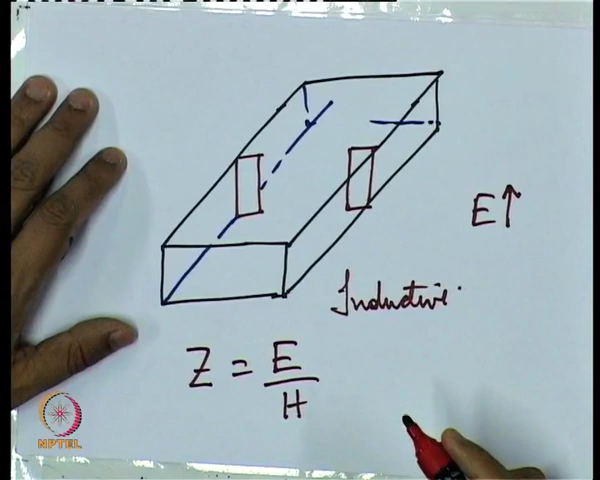 E↑
Inductive.
Z = E / H
NPTEL